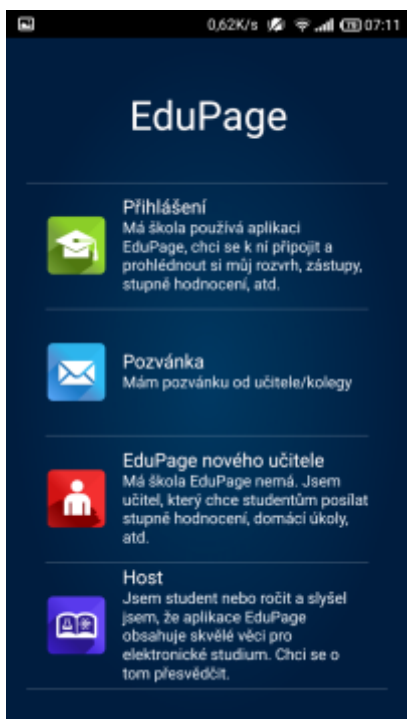 0,62K/s 78 07:11
EduPage
Přihlášení
Má škola používá aplikaci
EduPage, chci se k ní připojit a
prohlédnout si můj rozvrh, zástupy,
stupně hodnocení, atd.
Pozvánka
Mám pozvánku od učitele/kolegy
EduPage nového učitele
Má škola EduPage nemá. Jsem
učitel, který chce studentům posílat
stupně hodnocení, domácí úkoly,
atd.
Host
Jsem student nebo ročit a slyšel
jsem, že aplikace EduPage
obsahuje skvělé věci pro
elektronické studium. Chci se o
tom přesvědčit.